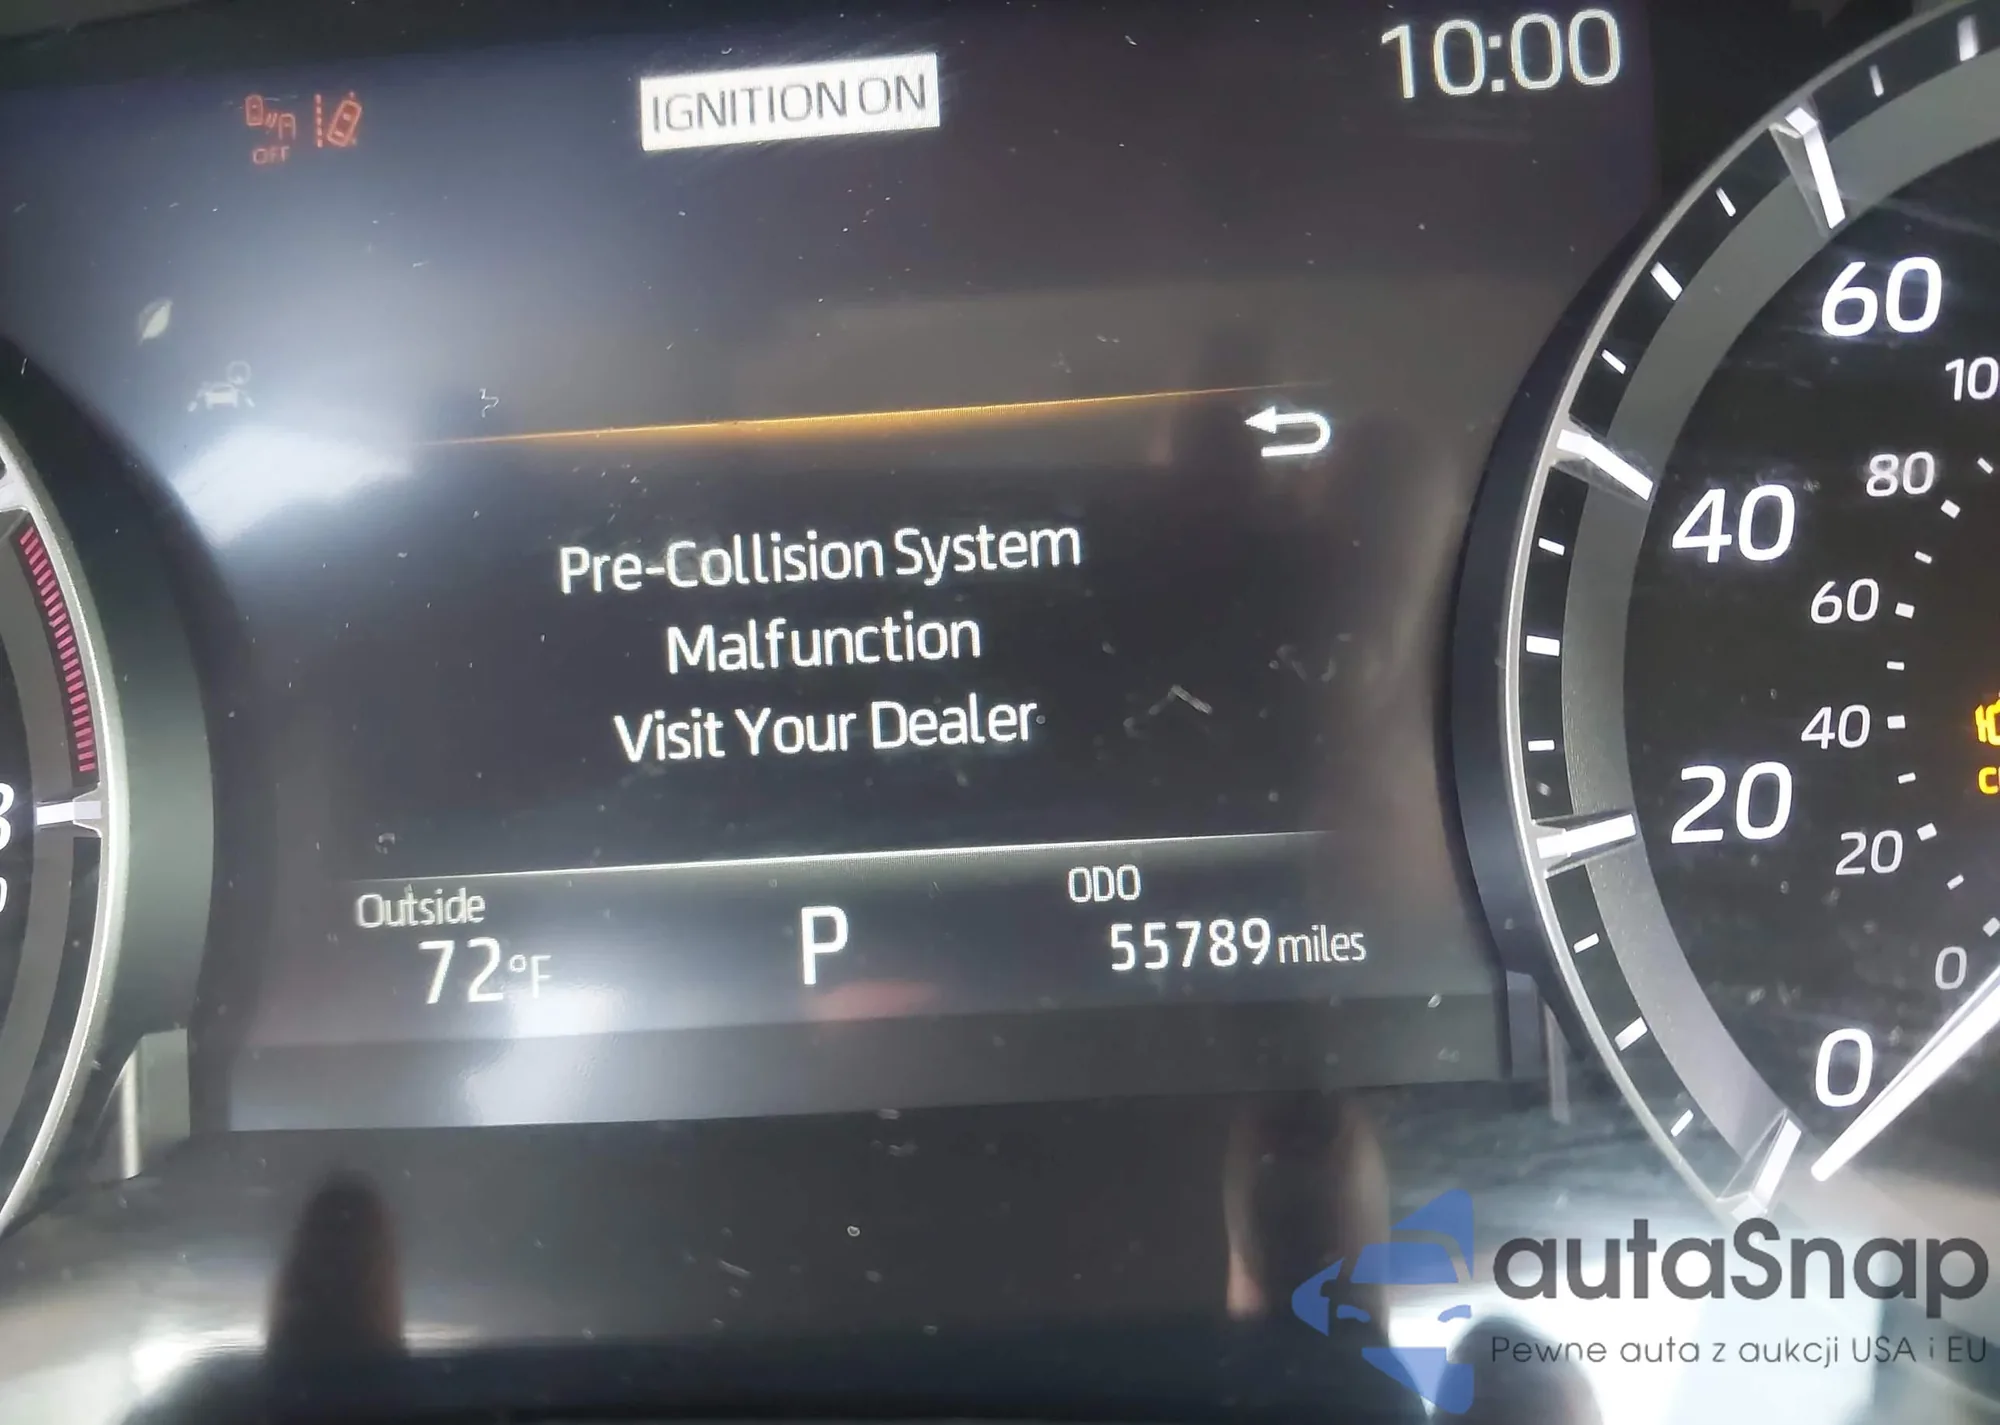 10:00
IGNITION ON
OFF
Pre-Collision System
Malfunction
Visit Your Dealer
Outside
72°F
P
ODO
55789 miles
60
100
80
40
60
40
20
20
0
0
autaSnap
Pewne auta z aukcji USA i EU